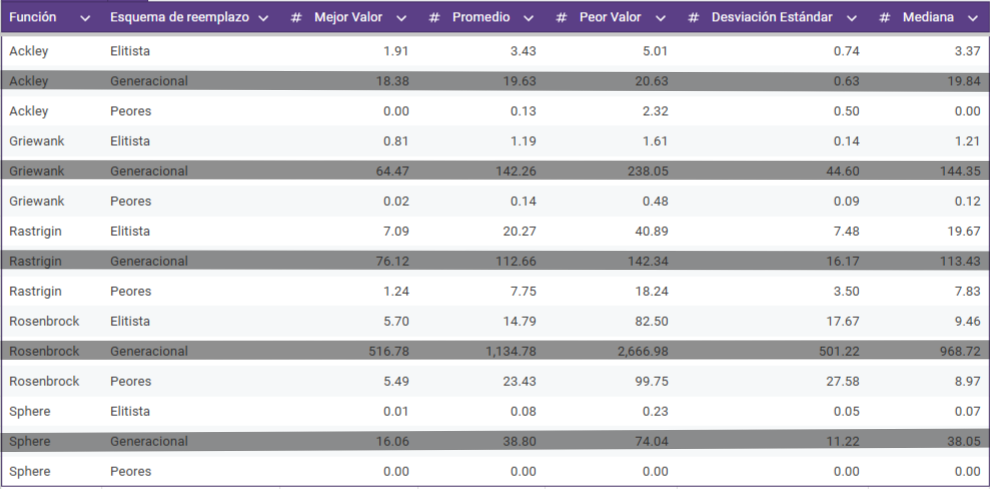 Función Esquema de reemplazo # Mejor Valor # Promedio # Peor Valor # Desviación Estándar # Mediana
Ackley Elitista 1.91 3.43 5.01 0.74 3.37
Ackley Generacional 18.38 19.63 20.63 0.63 19.84
Ackley Peores 0.00 0.13 2.32 0.50 0.00
Griewank Elitista 0.81 1.19 1.61 0.14 1.21
Griewank Generacional 64.47 142.26 238.05 44.60 144.35
Griewank Peores 0.02 0.14 0.48 0.09 0.12
Rastrigin Elitista 7.09 20.27 40.89 7.48 19.67
Rastrigin Generacional 76.12 112.66 142.34 16.17 113.43
Rastrigin Peores 1.24 7.75 18.24 3.50 7.83
Rosenbrock Elitista 5.70 14.79 82.50 17.67 9.46
Rosenbrock Generacional 516.78 1,134.78 2,666.98 501.22 968.72
Rosenbrock Peores 5.49 23.43 99.75 27.58 8.97
Sphere Elitista 0.01 0.08 0.23 0.05 0.07
Sphere Generacional 16.06 38.80 74.04 11.22 38.05
Sphere Peores 0.00 0.00 0.00 0.00 0.00